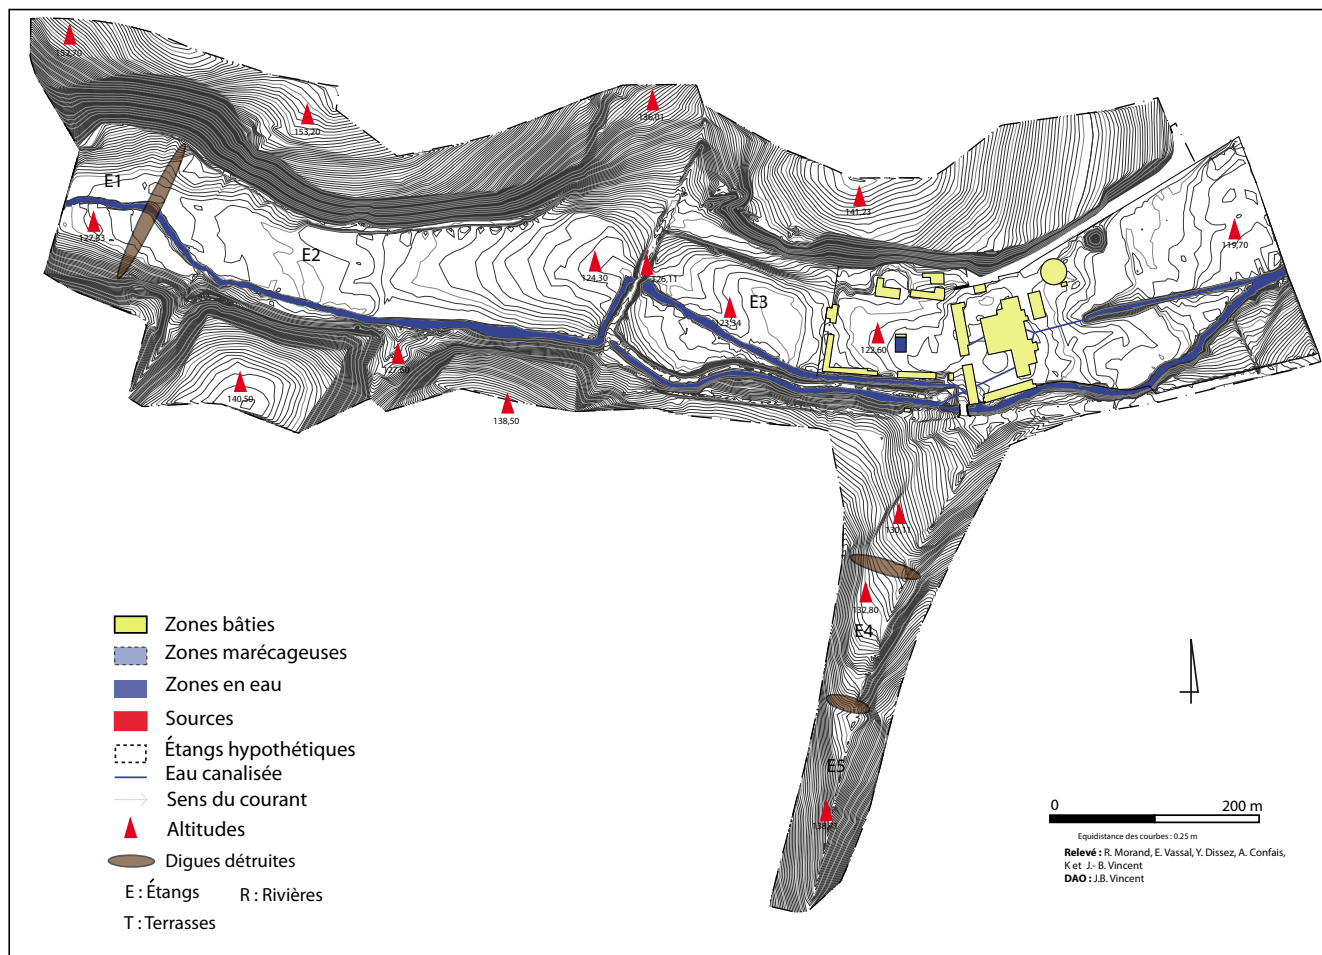 152,70
153,20
136,01
E1
127,83
E2
124,30
126,11
E3
123,34
141,23
122,60
119,70
127,60
140,50
138,50
130,11
132,80
E4
E5
Zones bâties
Zones marécageuses
Zones en eau
Sources
Étangs hypothétiques
Eau canalisée
Sens du courant
Altitudes
Digues détruites
E : Étangs R : Rivières
T : Terrasses
0 200 m
Equidistance des courbes : 0.25 m
Relevé : R. Morand, E. Vassal, Y. Dissez, A. Confais,
K et J.- B. Vincent
DAO : J.B. Vincent